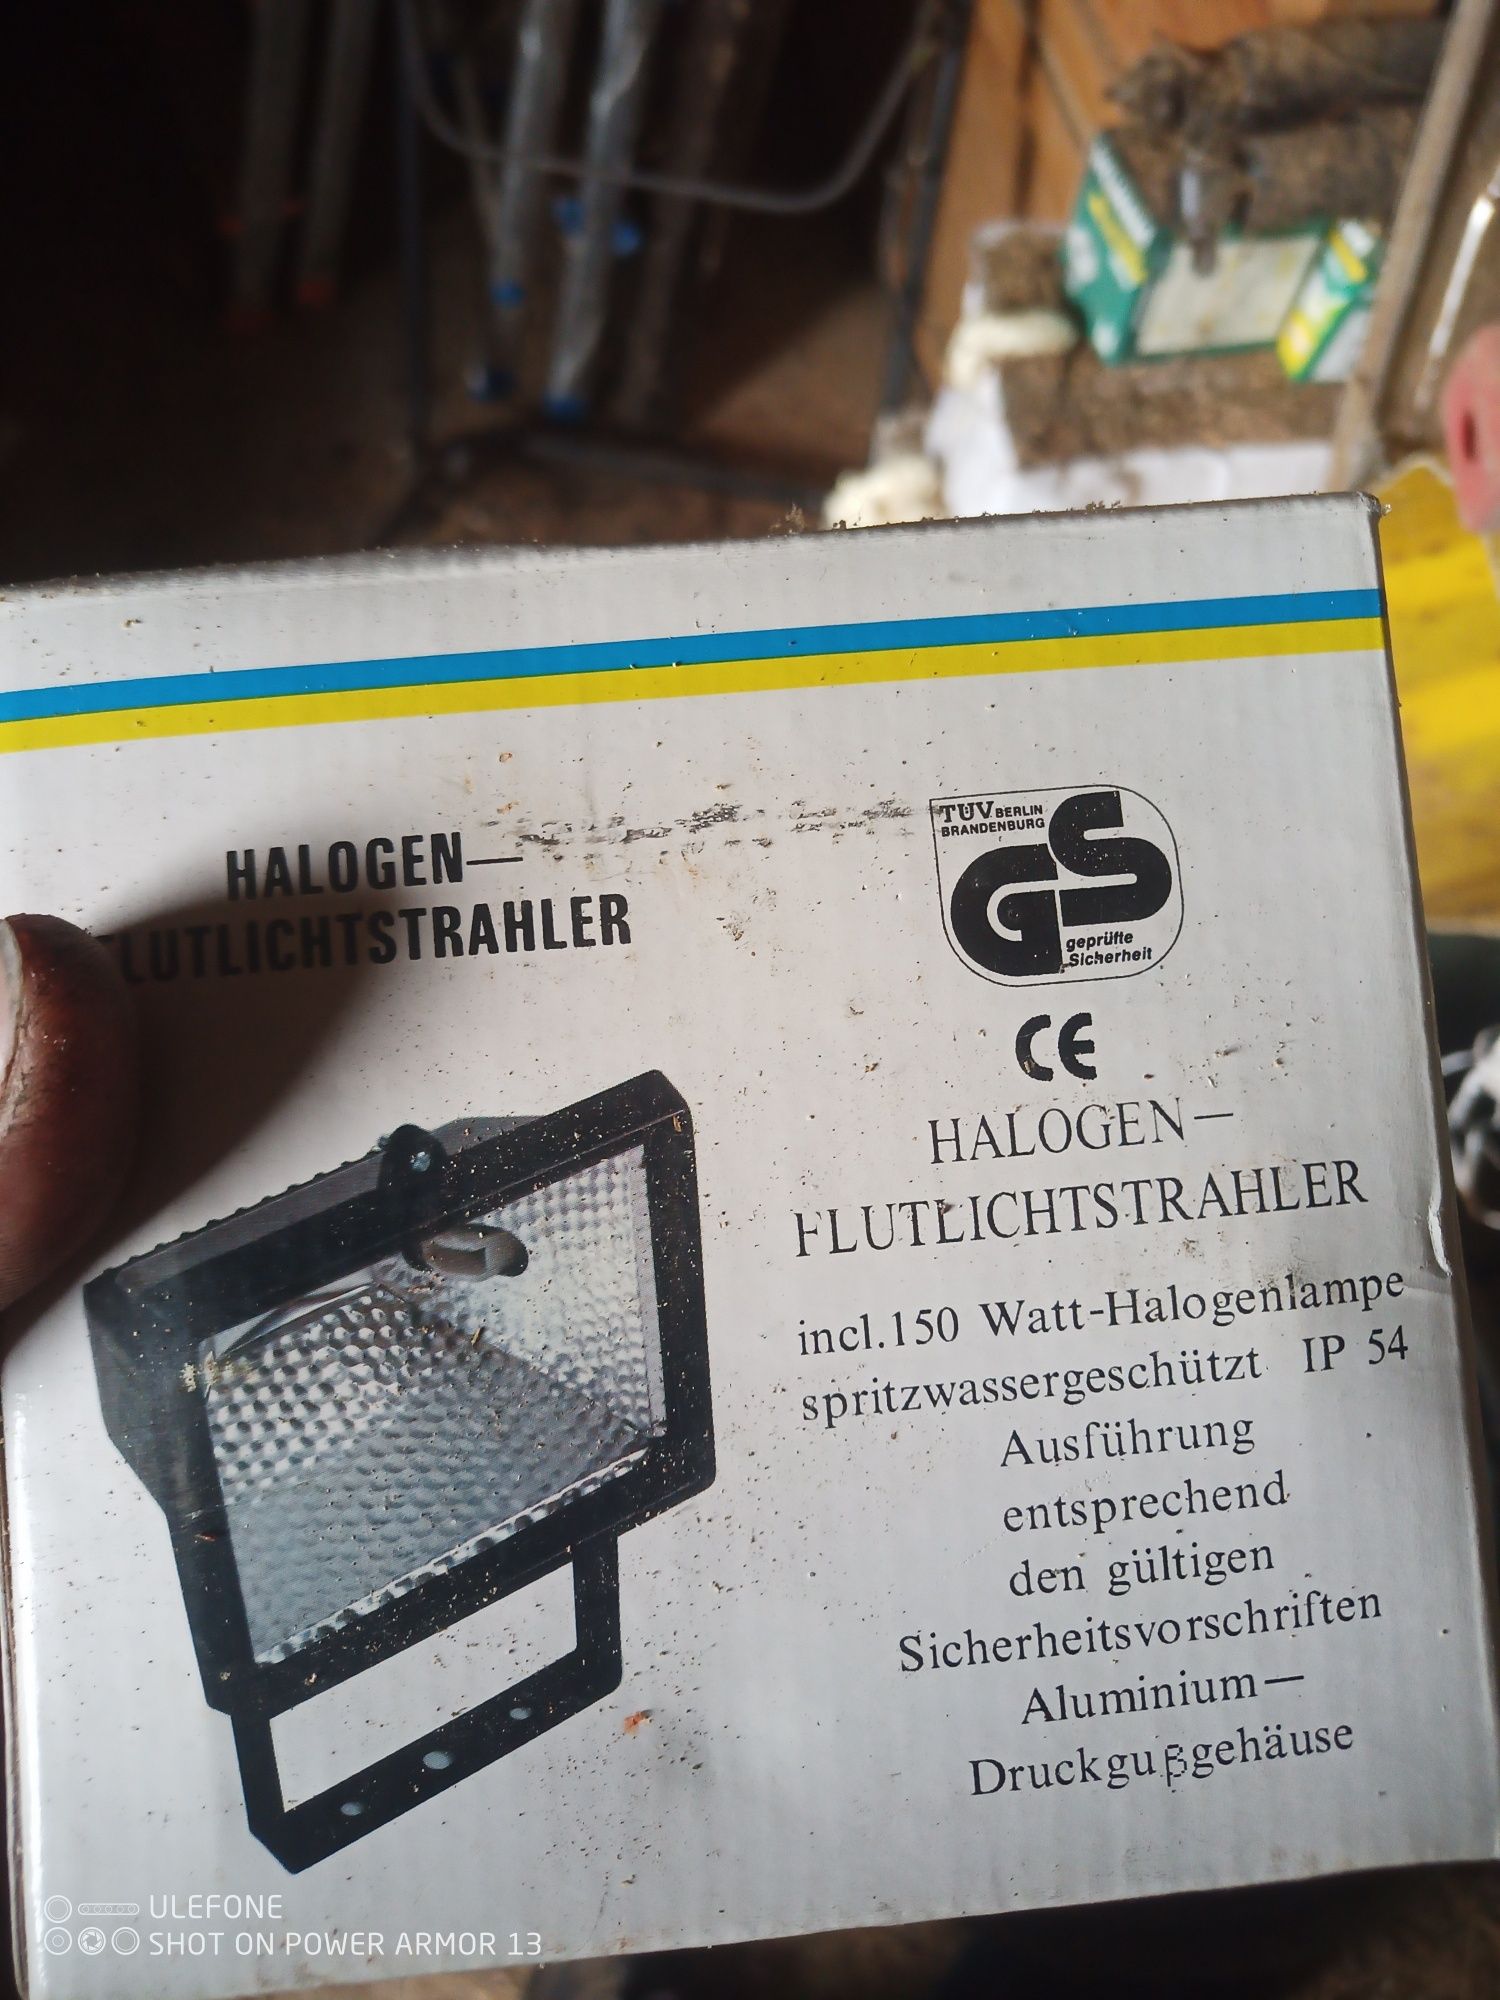 HALOGEN—
FLUTLICHTSTRAHLER
TÜV BERLIN
BRANDENBURG
GS
geprüfte
Sicherheit
CE
HALOGEN—
FLUTLICHTSTRAHLER
incl.150 Watt-Halogenlampe
spritzwassergeschützt IP 54
Ausführung
entsprechend
den gültigen
Sicherheitsvorschriften
Aluminium—
Druckgußgehäuse
ULEFONE
SHOT ON POWER ARMOR 13